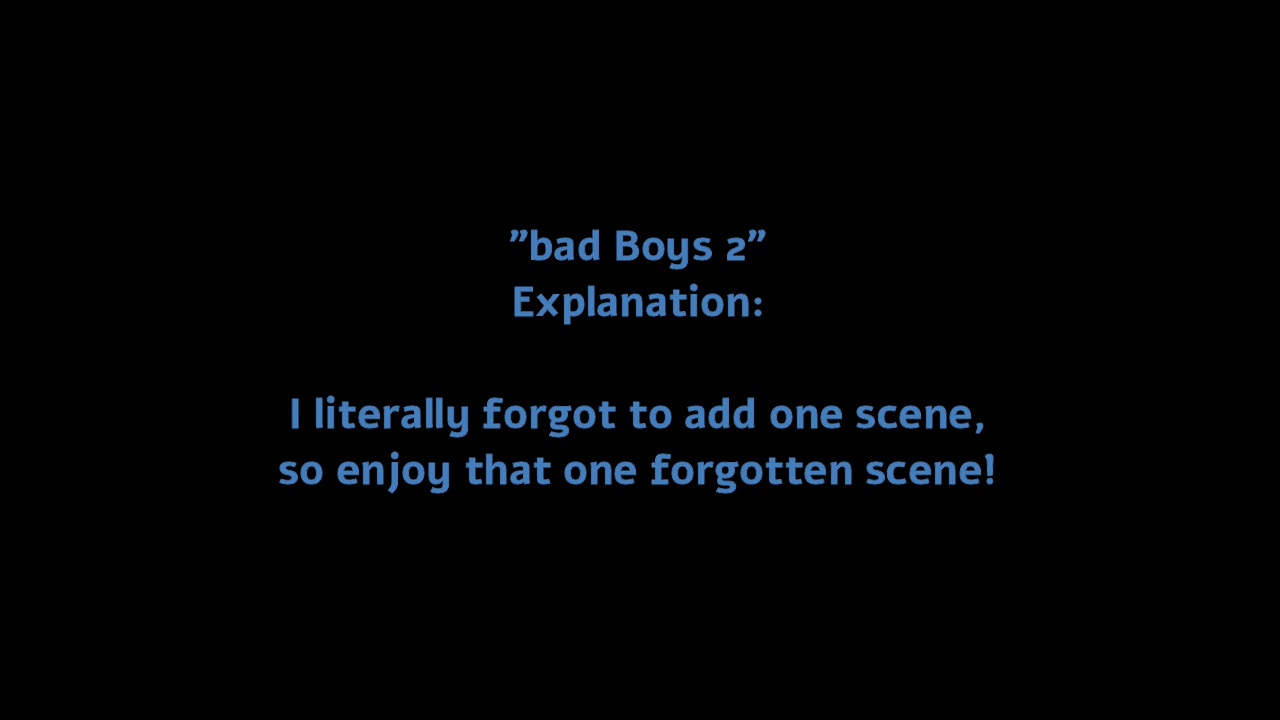 ”bad Boys 2”
Explanation:
I literally forgot to add one scene,
so enjoy that one forgotten scene!